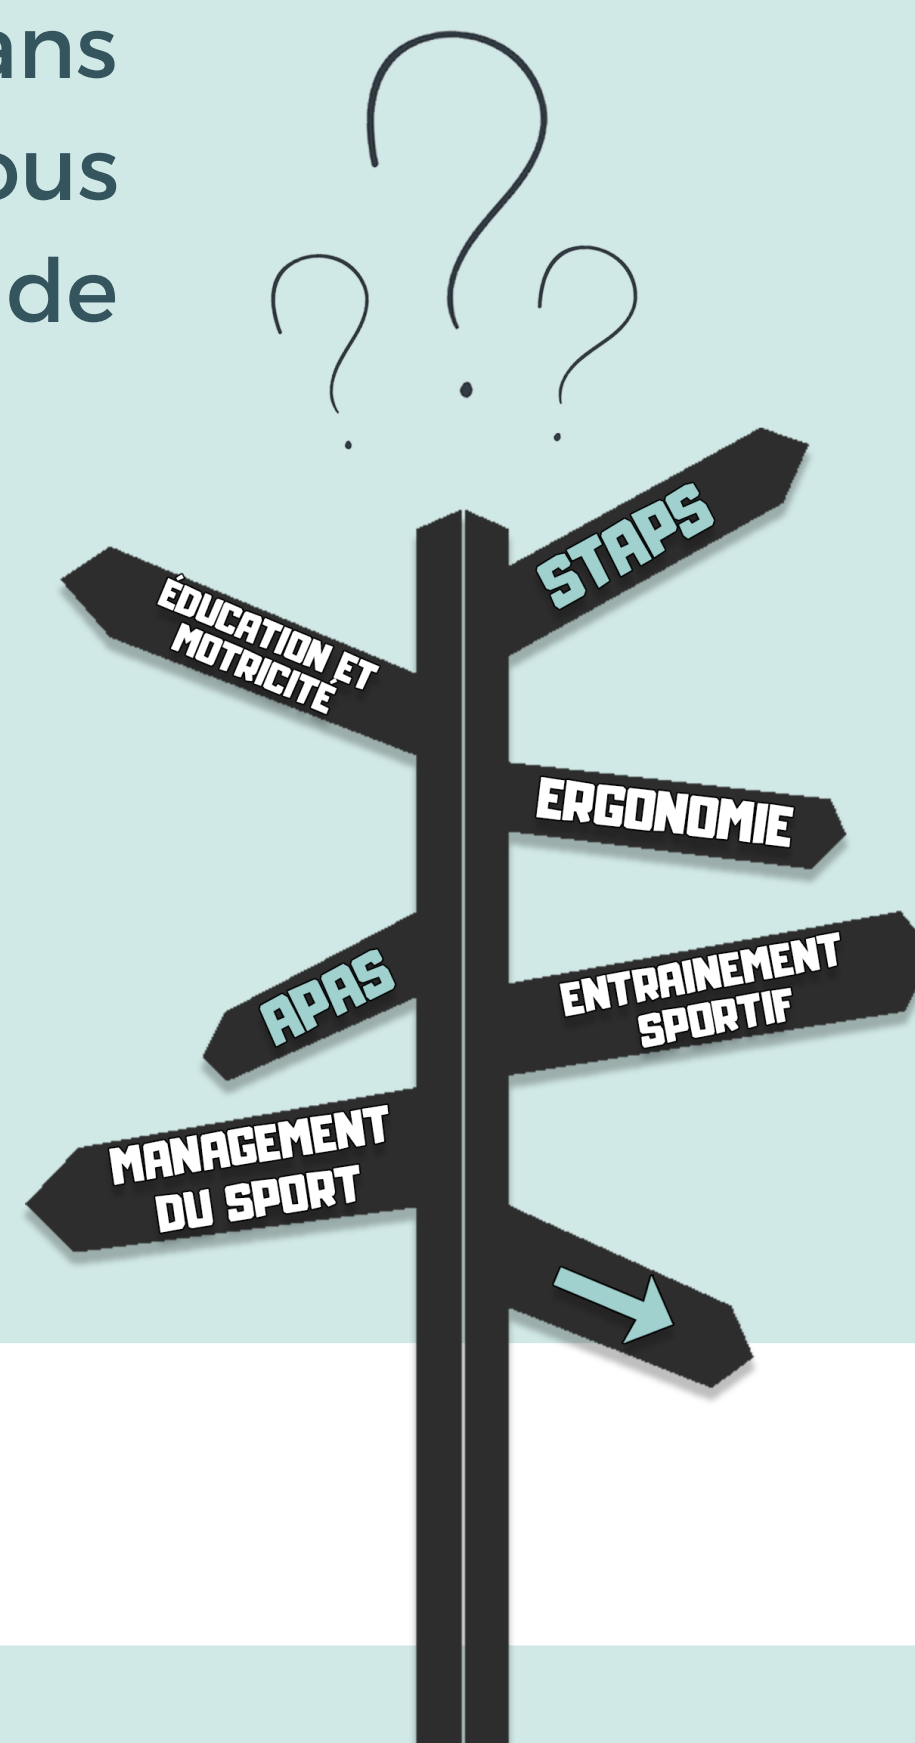 ans
ous
de
STAPS
ÉDUCATION ET
MOTRICITÉ
ERGONOMIE
APAS
ENTRAINEMENT
SPORTIF
MANAGEMENT
DU SPORT